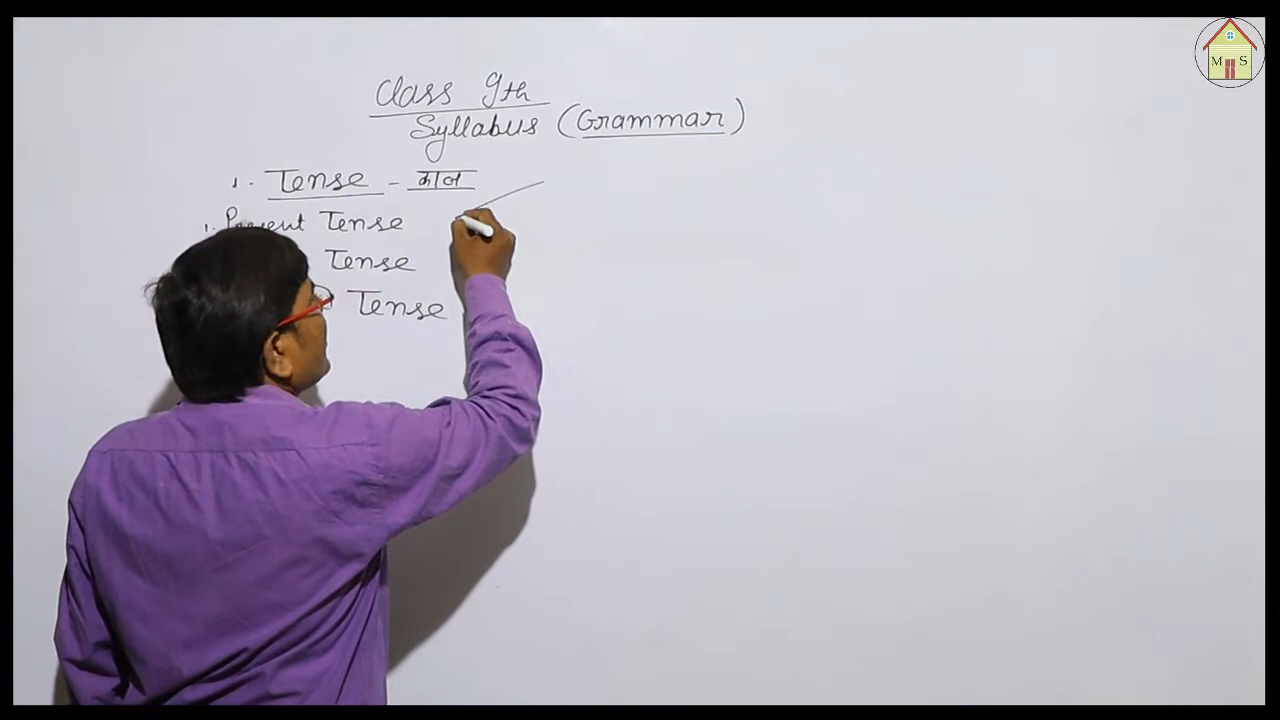 Class 9th
Syllabus (Grammar)
1. Tense - काल
1. Present Tense
Tense
Tense
M S